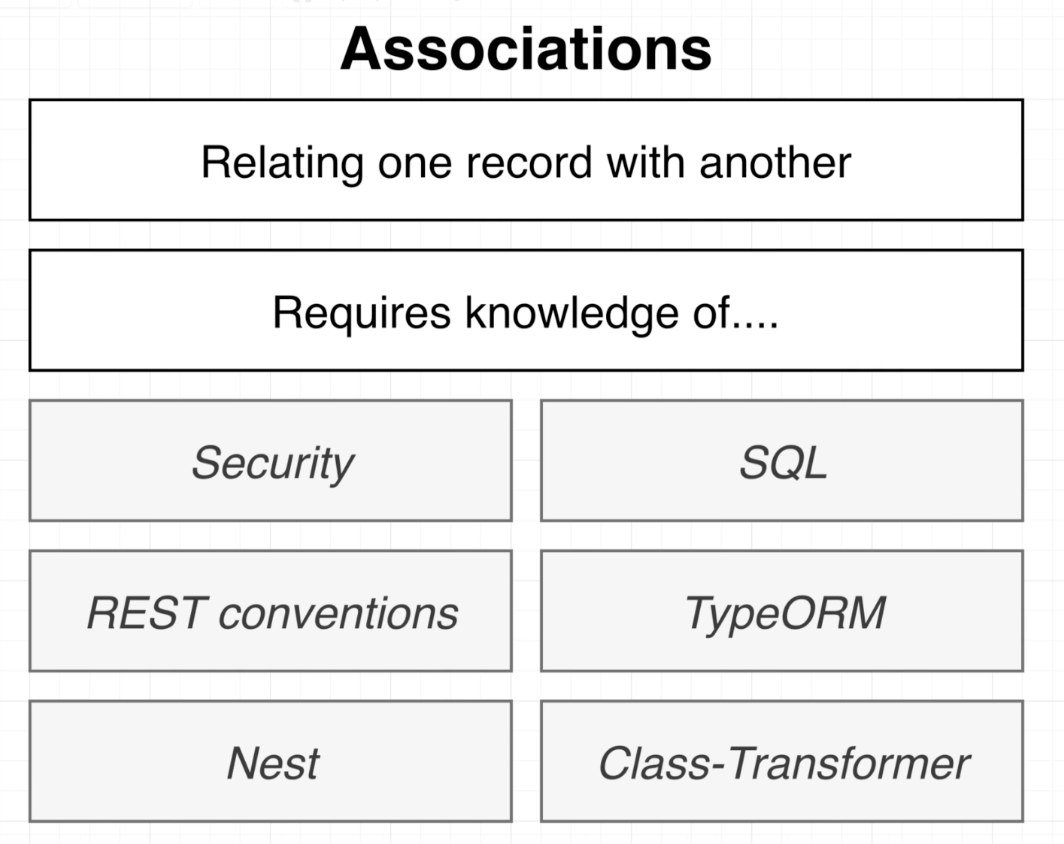 Associations
Relating one record with another
Requires knowledge of....
Security
SQL
REST conventions
TypeORM
Nest
Class-Transformer